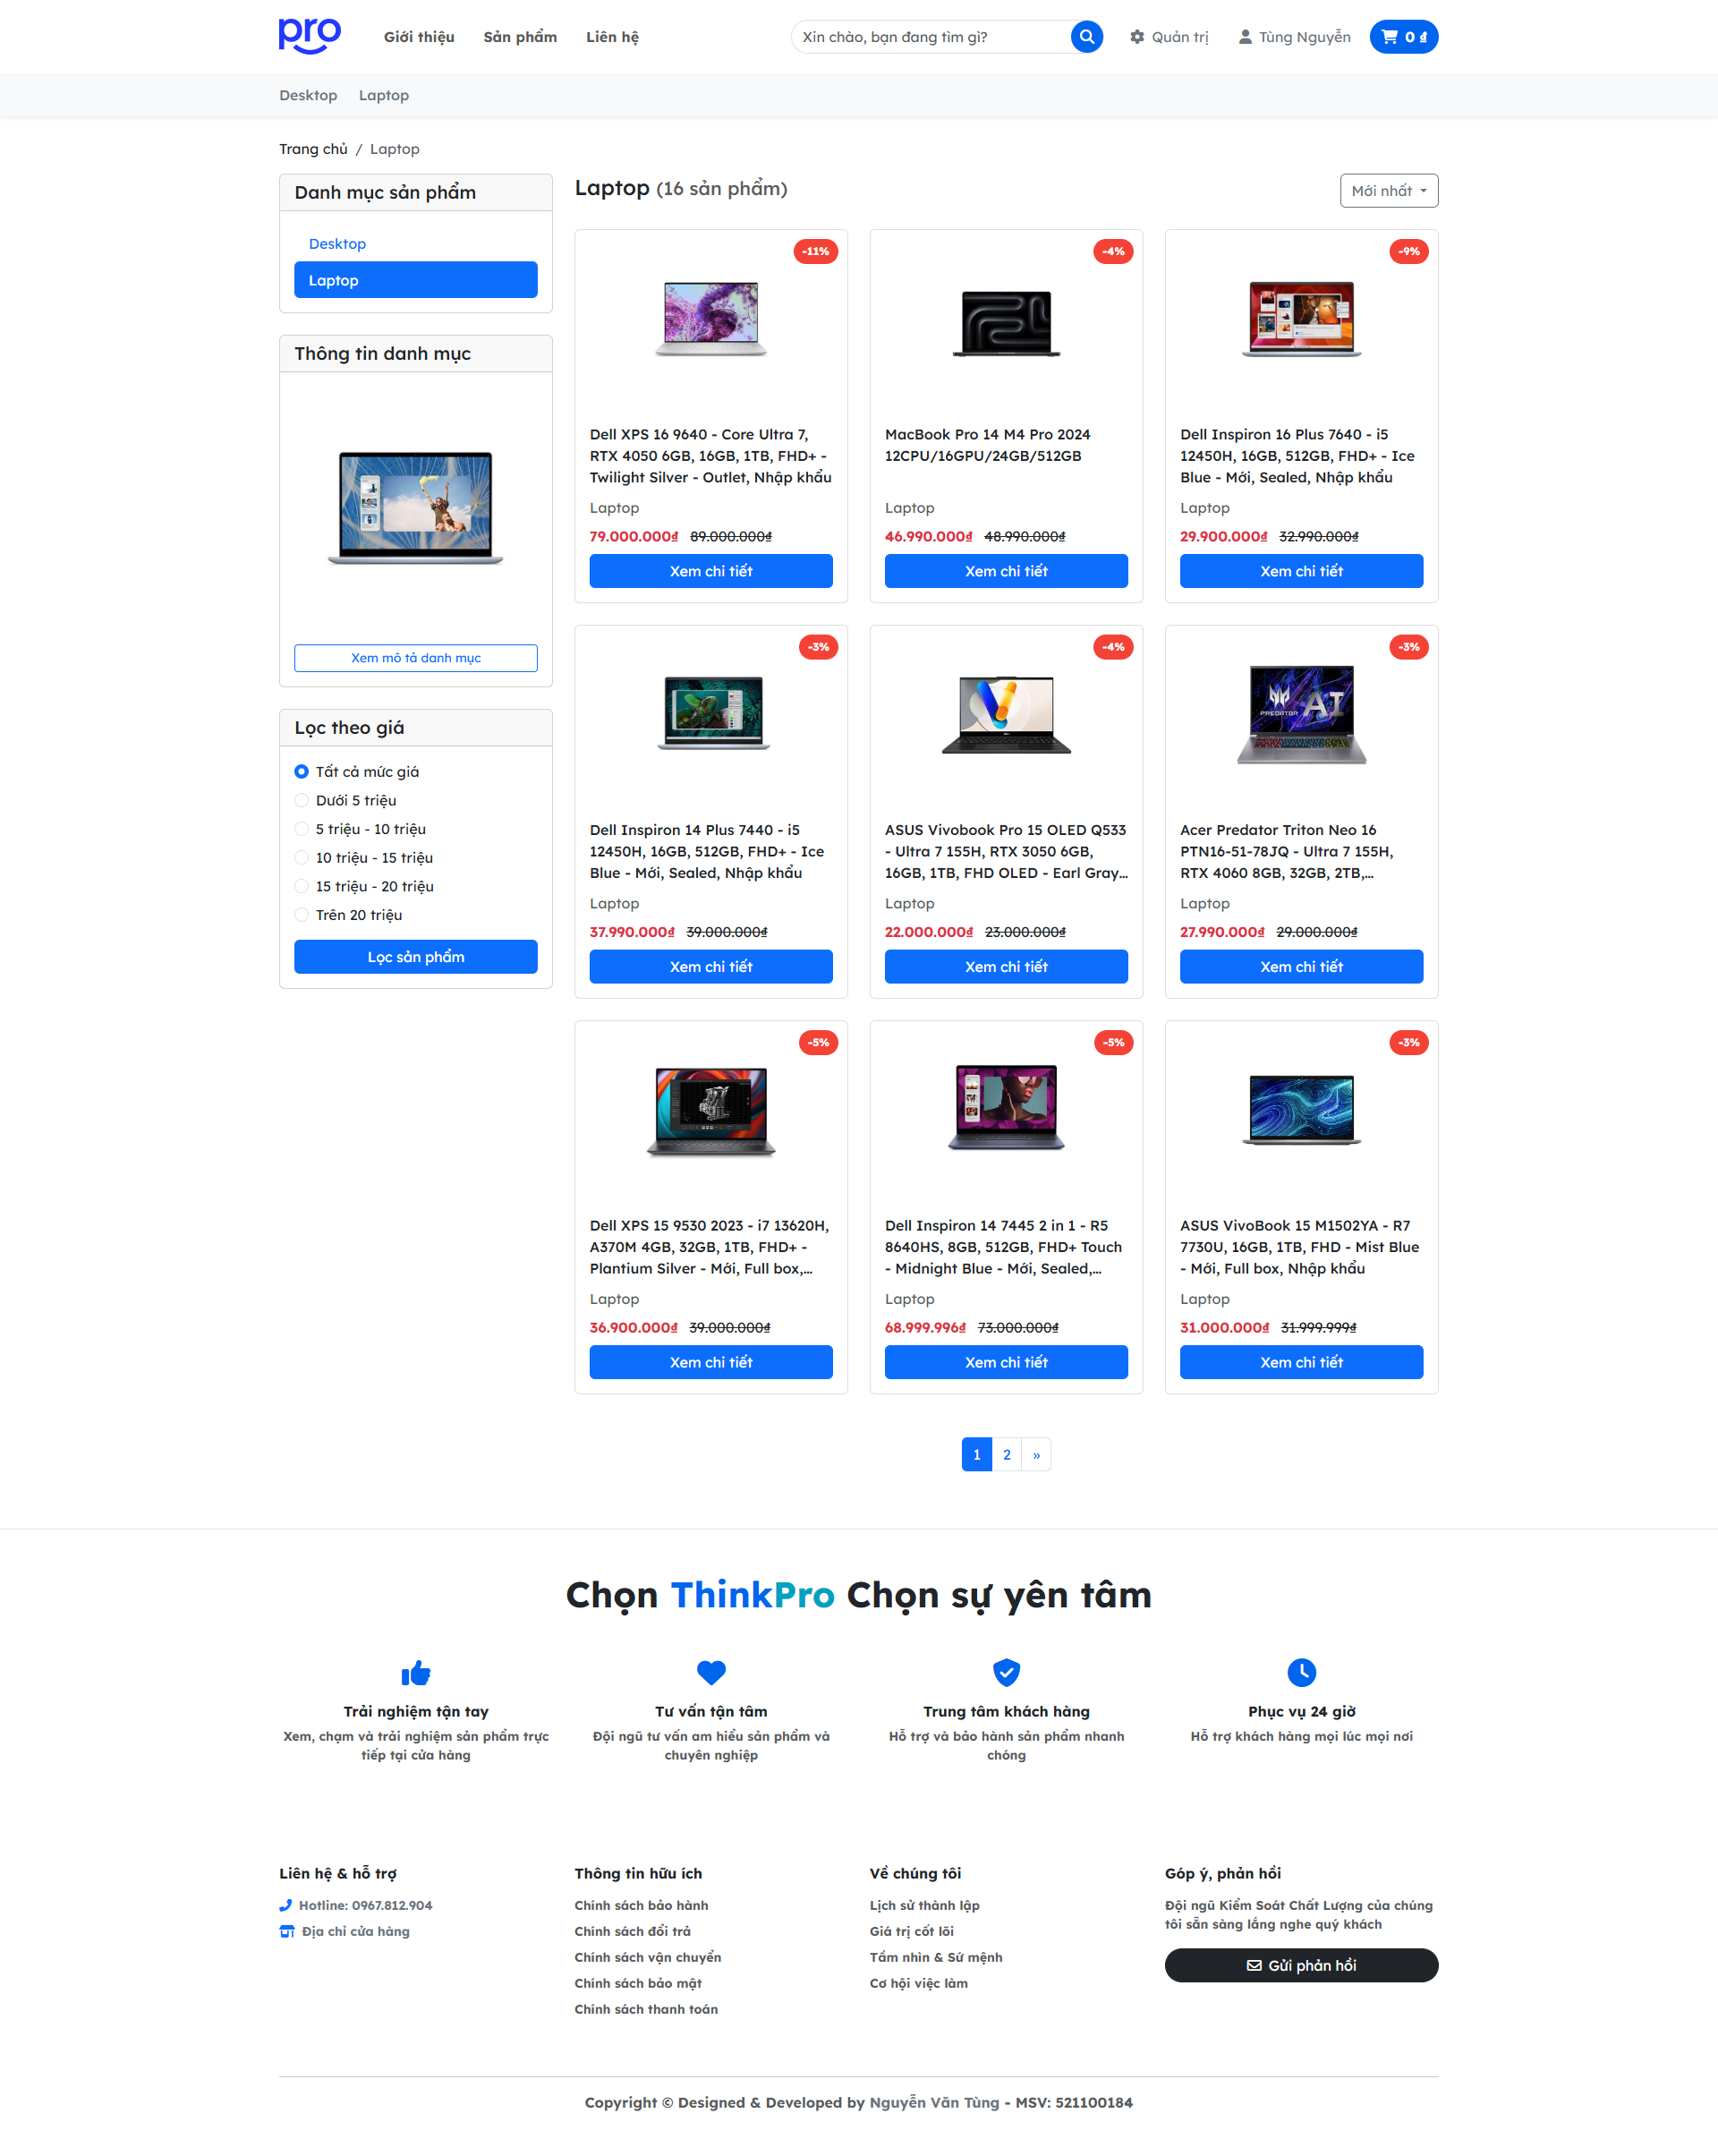 pro
Giới thiệu
Sản phẩm
Liên hệ
Xin chào, bạn đang tìm gì?
Quản trị
Tùng Nguyễn
0 ₫
Desktop
Laptop
Trang chủ / Laptop
Danh mục sản phẩm
Desktop
Laptop
Thông tin danh mục
Xem mô tả danh mục
Lọc theo giá
Tất cả mức giá
Dưới 5 triệu
5 triệu - 10 triệu
10 triệu - 15 triệu
15 triệu - 20 triệu
Trên 20 triệu
Lọc sản phẩm
Laptop (16 sản phẩm)
Mới nhất
-11%
Dell XPS 16 9640 - Core Ultra 7,
RTX 4050 6GB, 16GB, 1TB, FHD+ -
Twilight Silver - Outlet, Nhập khẩu
Laptop
79.000.000₫ 89.000.000₫
Xem chi tiết
-4%
MacBook Pro 14 M4 Pro 2024
12CPU/16GPU/24GB/512GB
Laptop
46.990.000₫ 48.990.000₫
Xem chi tiết
-9%
Dell Inspiron 16 Plus 7640 - i5
12450H, 16GB, 512GB, FHD+ - Ice
Blue - Mới, Sealed, Nhập khẩu
Laptop
29.900.000₫ 32.990.000₫
Xem chi tiết
-3%
Dell Inspiron 14 Plus 7440 - i5
12450H, 16GB, 512GB, FHD+ - Ice
Blue - Mới, Sealed, Nhập khẩu
Laptop
37.990.000₫ 39.000.000₫
Xem chi tiết
-4%
ASUS Vivobook Pro 15 OLED Q533
- Ultra 7 155H, RTX 3050 6GB,
16GB, 1TB, FHD OLED - Earl Gray...
Laptop
22.000.000₫ 23.000.000₫
Xem chi tiết
-3%
PREDATOR
AI
Acer Predator Triton Neo 16
PTN16-51-78JQ - Ultra 7 155H,
RTX 4060 8GB, 32GB, 2TB,...
Laptop
27.990.000₫ 29.000.000₫
Xem chi tiết
-5%
Dell XPS 15 9530 2023 - i7 13620H,
A370M 4GB, 32GB, 1TB, FHD+ -
Plantium Silver - Mới, Full box,...
Laptop
36.900.000₫ 39.000.000₫
Xem chi tiết
-5%
Dell Inspiron 14 7445 2 in 1 - R5
8640HS, 8GB, 512GB, FHD+ Touch
- Midnight Blue - Mới, Sealed,...
Laptop
68.999.996₫ 73.000.000₫
Xem chi tiết
-3%
ASUS VivoBook 15 M1502YA - R7
7730U, 16GB, 1TB, FHD - Mist Blue
- Mới, Full box, Nhập khẩu
Laptop
31.000.000₫ 31.999.999₫
Xem chi tiết
1 2 »
Chọn ThinkPro Chọn sự yên tâm
Trải nghiệm tận tay
Xem, chạm và trải nghiệm sản phẩm trực
tiếp tại cửa hàng
Tư vấn tận tâm
Đội ngũ tư vấn am hiểu sản phẩm và
chuyên nghiệp
Trung tâm khách hàng
Hỗ trợ và bảo hành sản phẩm nhanh
chóng
Phục vụ 24 giờ
Hỗ trợ khách hàng mọi lúc mọi nơi
Liên hệ & hỗ trợ
Hotline: 0967.812.904
Địa chỉ cửa hàng
Thông tin hữu ích
Chính sách bảo hành
Chính sách đổi trả
Chính sách vận chuyển
Chính sách bảo mật
Chính sách thanh toán
Về chúng tôi
Lịch sử thành lập
Giá trị cốt lõi
Tầm nhìn & Sứ mệnh
Cơ hội việc làm
Góp ý, phản hồi
Đội ngũ Kiểm Soát Chất Lượng của chúng
tôi sẵn sàng lắng nghe quý khách
Gửi phản hồi
Copyright © Designed & Developed by Nguyễn Văn Tùng - MSV: 521100184